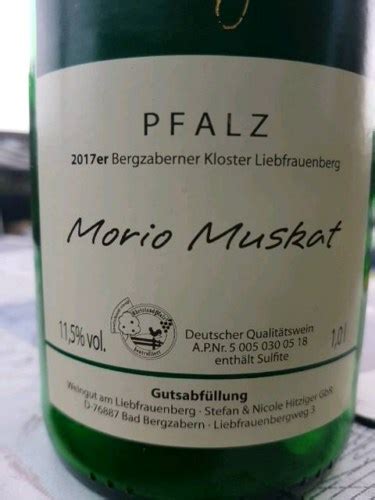 PFALZ
2017er Bergzaberner Kloster Liebfrauenberg
Morio Muskat
11,5% vol.
Deutscher Qualitätswein
A.P.Nr. 5 005 030 05 18
enthält Sulfite
1,0 l
Gutsabfüllung
Weingut am Liebfrauenberg - Stefan & Nicole Hitziger GbR
D-76887 Bad Bergzabern - Liebfrauenbergweg 3